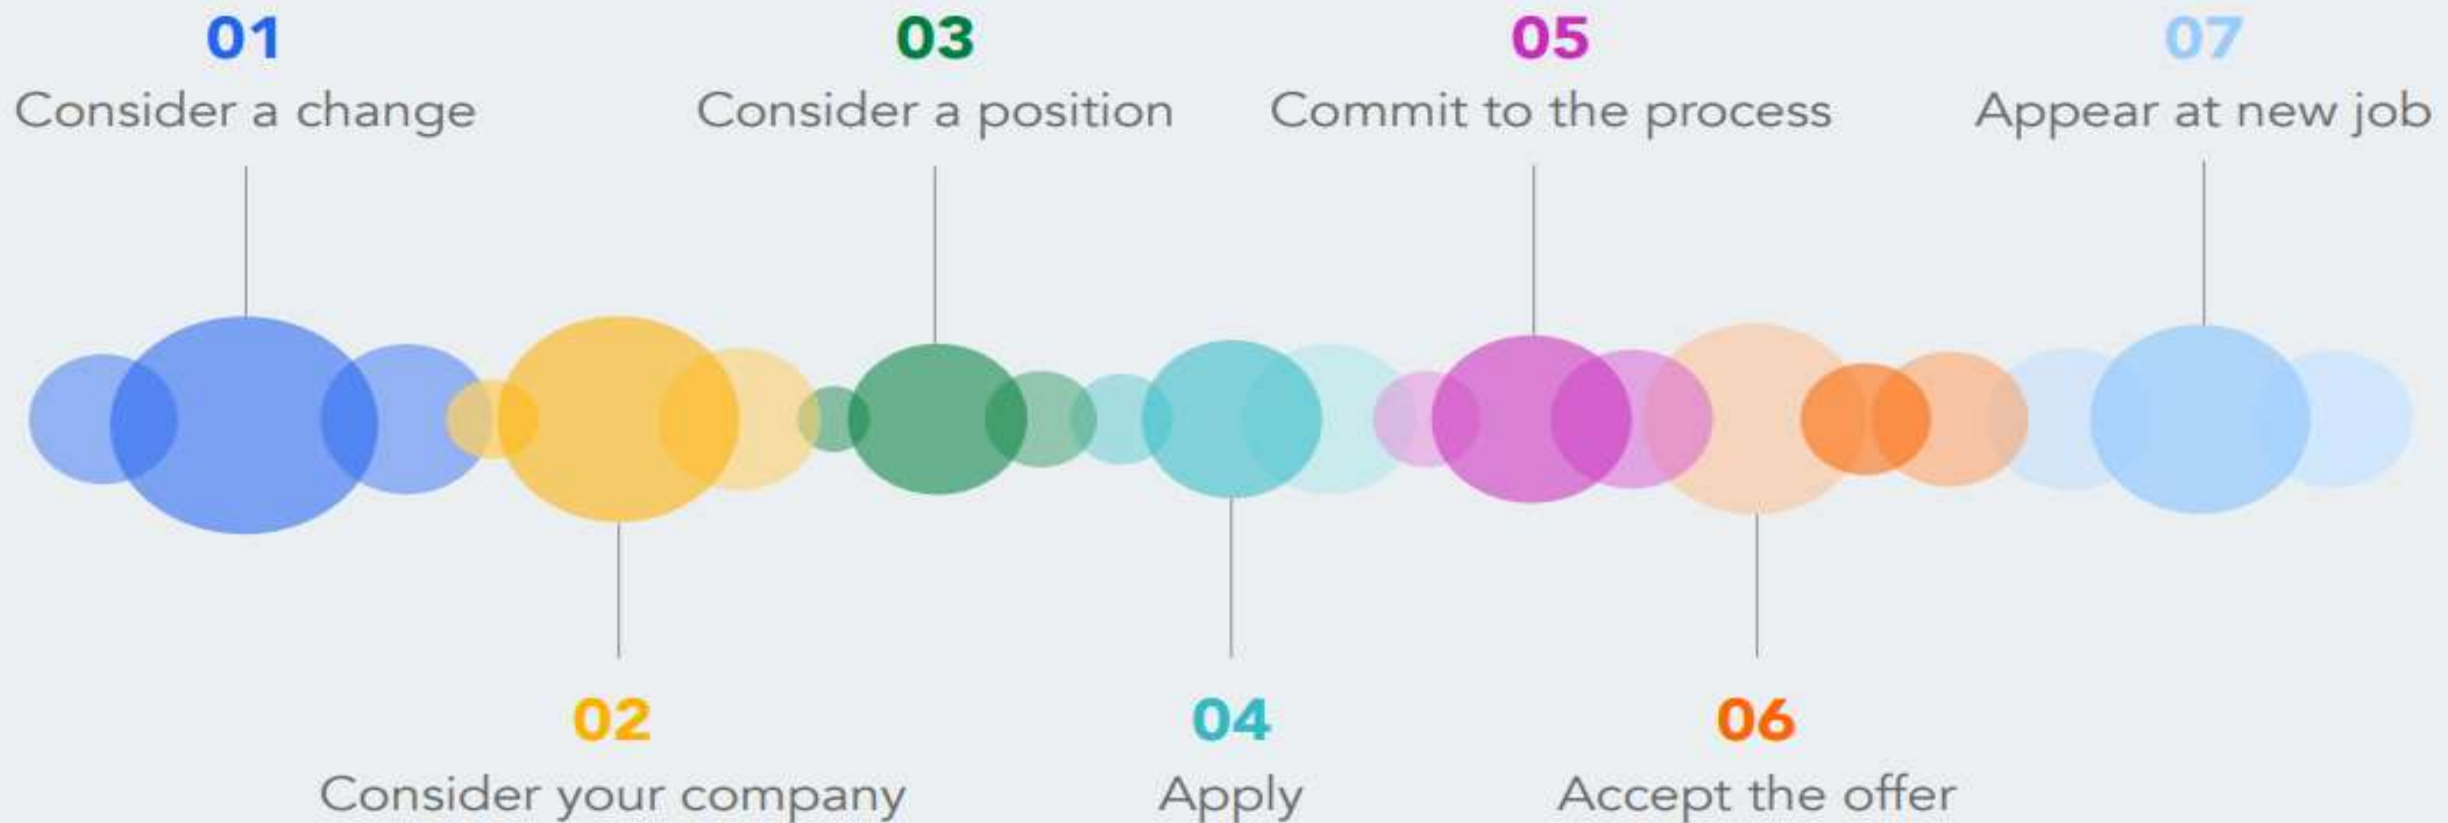 01
Consider a change
02
Consider your company
03
Consider a position
04
Apply
05
Commit to the process
06
Accept the offer
07
Appear at new job